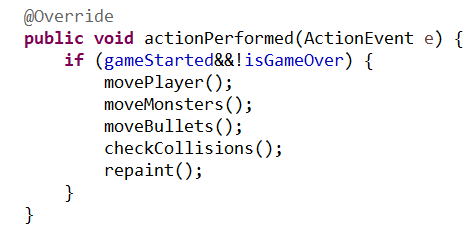 @Override
public void actionPerformed(ActionEvent e) {
    if (gameStarted&&!isGameOver) {
        movePlayer();
        moveMonsters();
        moveBullets();
        checkCollisions();
        repaint();
    }
}